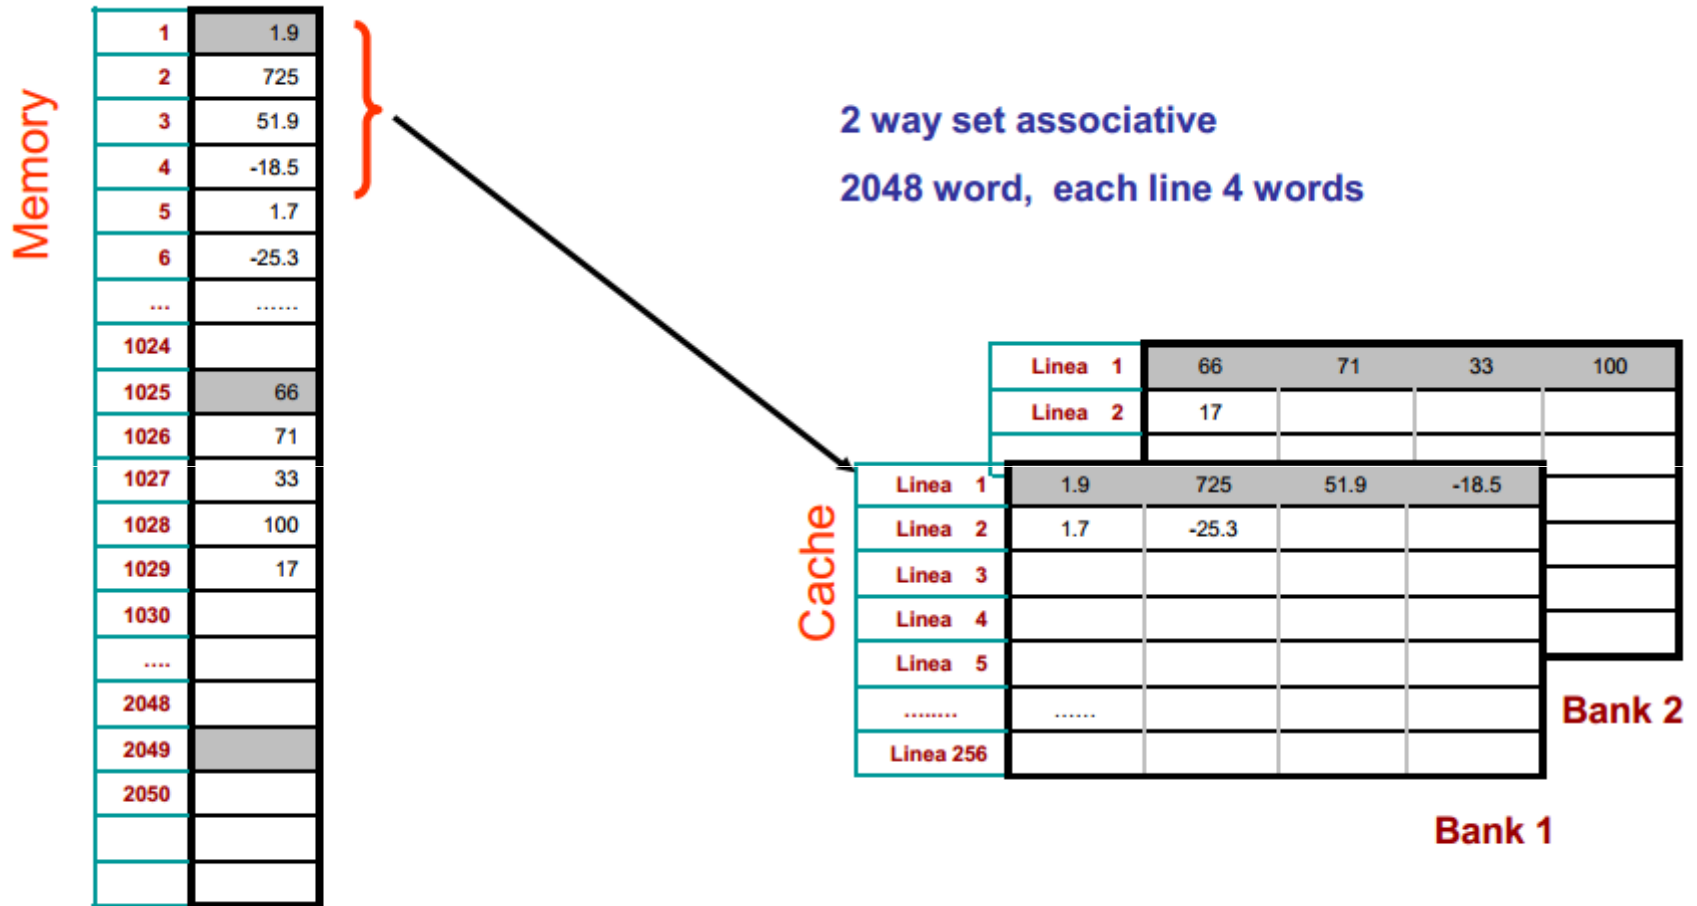 Memory
1 1.9
2 725
3 51.9
4 -18.5
5 1.7
6 -25.3
... ......
1024
1025 66
1026 71
1027 33
1028 100
1029 17
1030
....
2048
2049
2050
2 way set associative
2048 word, each line 4 words
Linea 1 66 71 33 100
Linea 2 17
Cache
Linea 1 1.9 725 51.9 -18.5
Linea 2 1.7 -25.3
Linea 3
Linea 4
Linea 5
........ ......
Linea 256
Bank 2
Bank 1